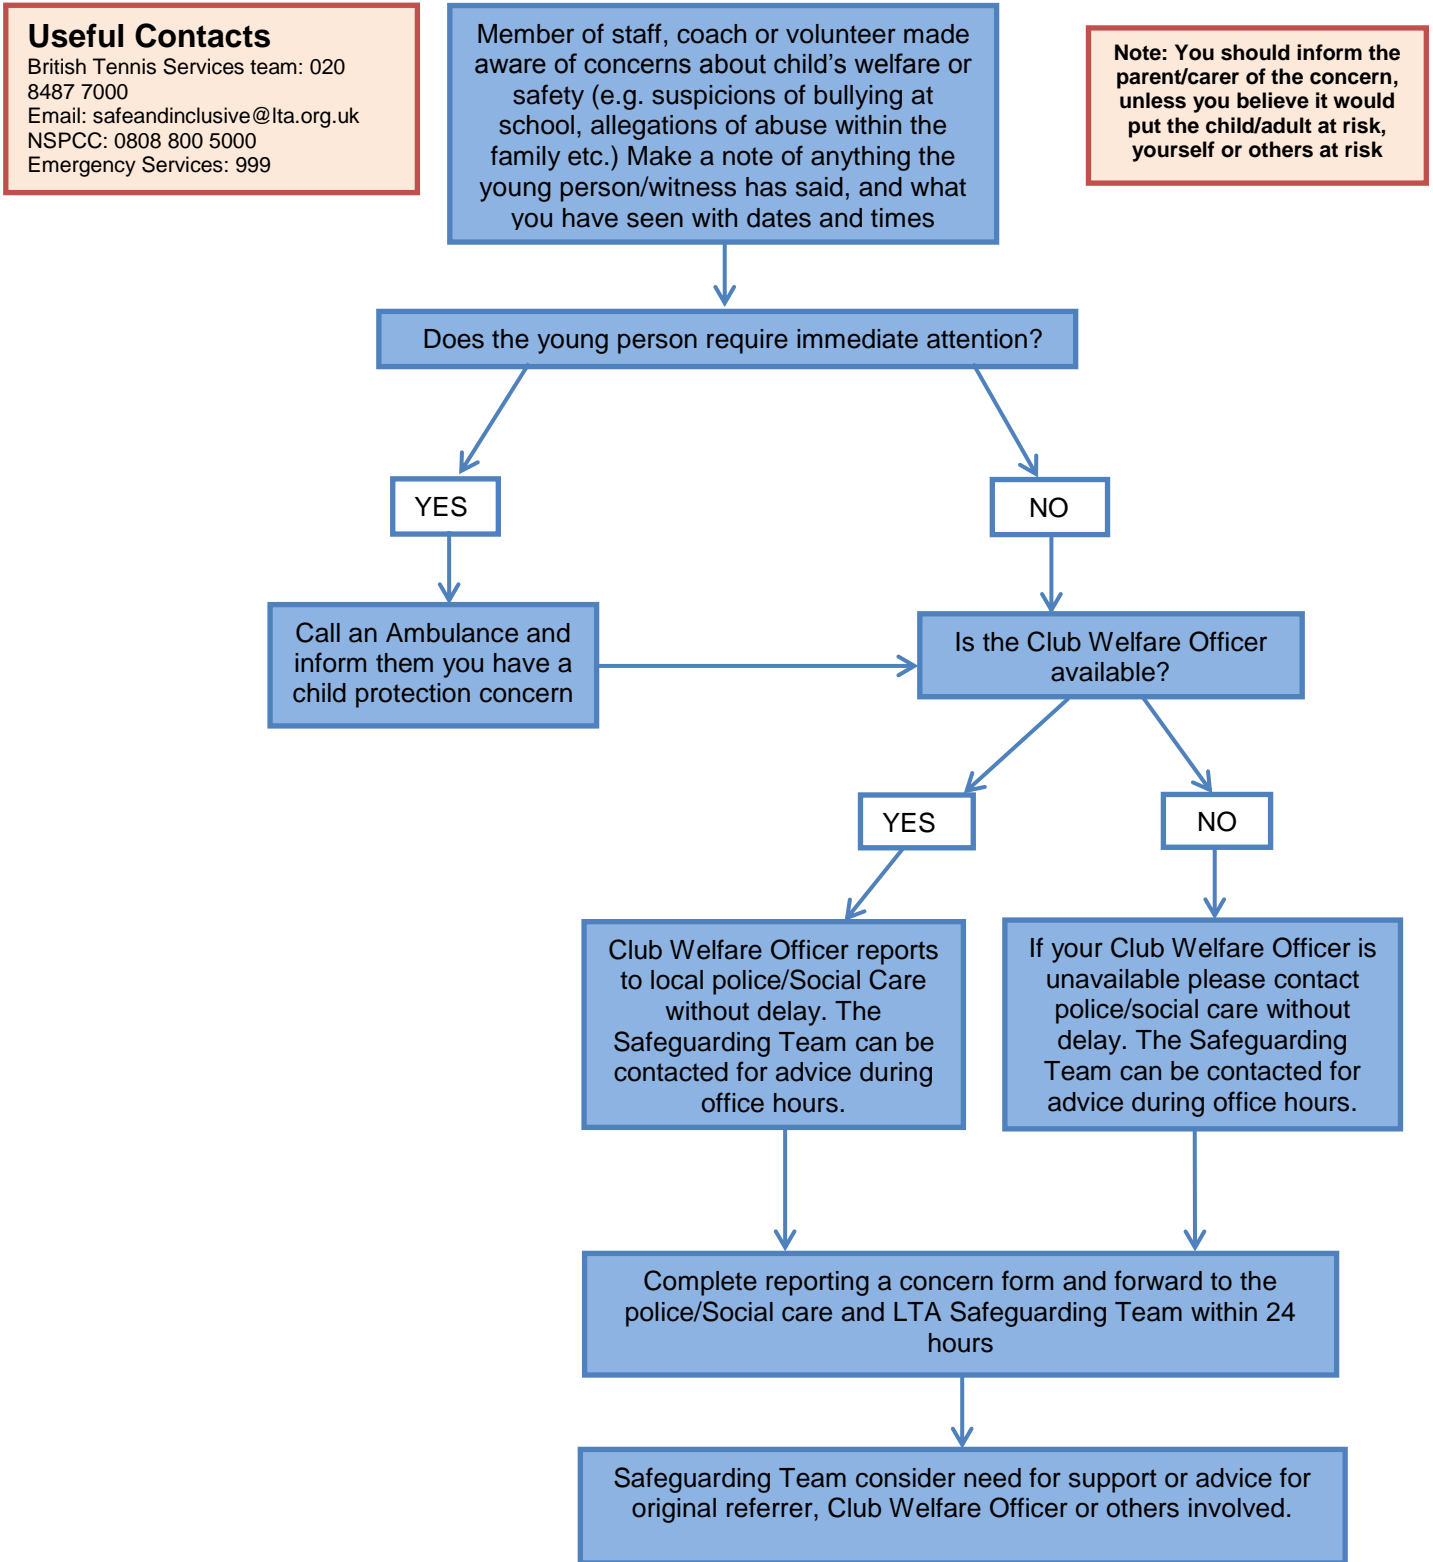 Useful Contacts
British Tennis Services team: 020
8487 7000
Email: safeandinclusive@lta.org.uk
NSPCC: 0808 800 5000
Emergency Services: 999
Member of staff, coach or volunteer made
aware of concerns about child’s welfare or
safety (e.g. suspicions of bullying at
school, allegations of abuse within the
family etc.) Make a note of anything the
young person/witness has said, and what
you have seen with dates and times
Note: You should inform the
parent/carer of the concern,
unless you believe it would
put the child/adult at risk,
yourself or others at risk
Does the young person require immediate attention?
YES
NO
Call an Ambulance and
inform them you have a
child protection concern
Is the Club Welfare Officer
available?
YES
NO
Club Welfare Officer reports
to local police/Social Care
without delay. The
Safeguarding Team can be
contacted for advice during
office hours.
If your Club Welfare Officer is
unavailable please contact
police/social care without
delay. The Safeguarding
Team can be contacted for
advice during office hours.
Complete reporting a concern form and forward to the
police/Social care and LTA Safeguarding Team within 24
hours
Safeguarding Team consider need for support or advice for
original referrer, Club Welfare Officer or others involved.